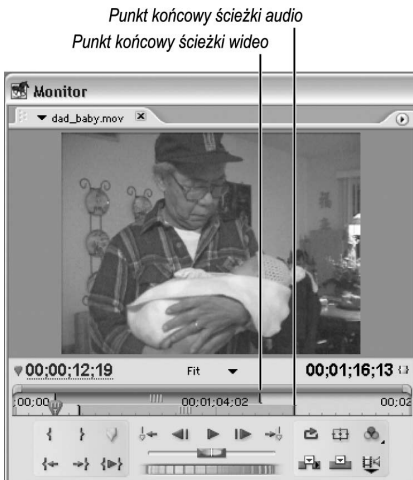 Punkt końcowy ścieżki audio
Punkt końcowy ścieżki wideo
Monitor
dad_baby.mov
00;00;12;19
Fit
00;01;16;13
;00;00
00;01;04;02
00;02